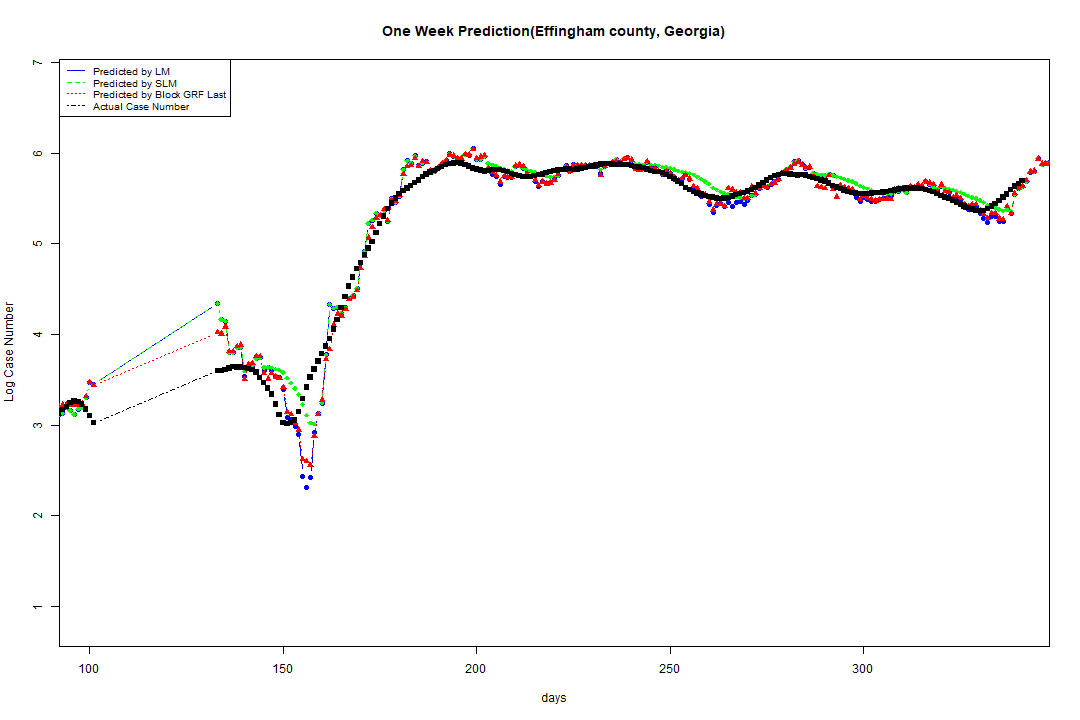 One Week Prediction(Effingham county, Georgia)
Predicted by LM
Predicted by SLM
Predicted by Block GRF Last
Actual Case Number
7
6
5
4
3
2
1
Log Case Number
100 150 200 250 300
days